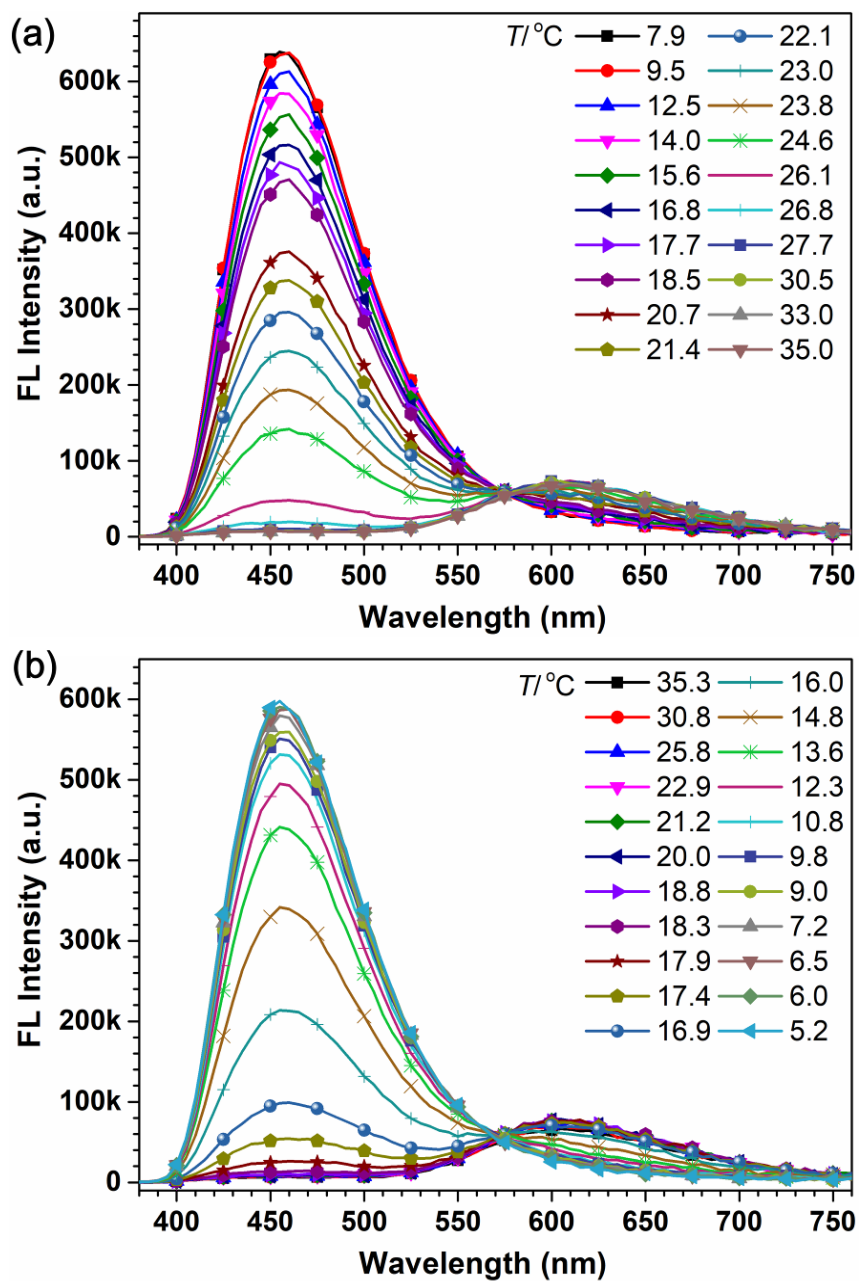 (a)
T/ °C
7.9 22.1
9.5 23.0
12.5 23.8
14.0 24.6
15.6 26.1
16.8 26.8
17.7 27.7
18.5 30.5
20.7 33.0
21.4 35.0
600k
500k
400k
300k
200k
100k
0
FL Intensity (a.u.)
400 450 500 550 600 650 700 750
Wavelength (nm)
(b)
T/ °C
35.3 16.0
30.8 14.8
25.8 13.6
22.9 12.3
21.2 10.8
20.0 9.8
18.8 9.0
18.3 7.2
17.9 6.5
17.4 6.0
16.9 5.2
600k
500k
400k
300k
200k
100k
0
FL Intensity (a.u.)
400 450 500 550 600 650 700 750
Wavelength (nm)